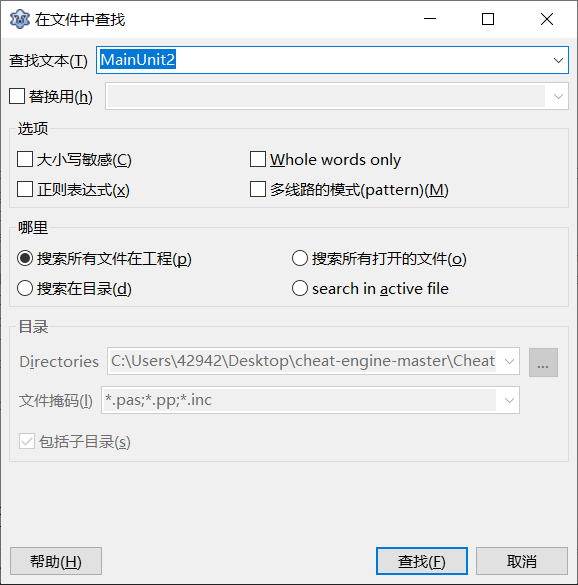 在文件中查找
查找文本(T) MainUnit2
替换用(h)
选项
大小写敏感(C) Whole words only
正则表达式(x) 多线路的模式(pattern)(M)
哪里
搜索所有文件在工程(p) 搜索所有打开的文件(o)
搜索在目录(d) search in active file
目录
Directories C:\Users\42942\Desktop\cheat-engine-master\Cheat ...
文件掩码(l) *.pas;*.pp;*.inc
包括子目录(s)
帮助(H) 查找(F) 取消